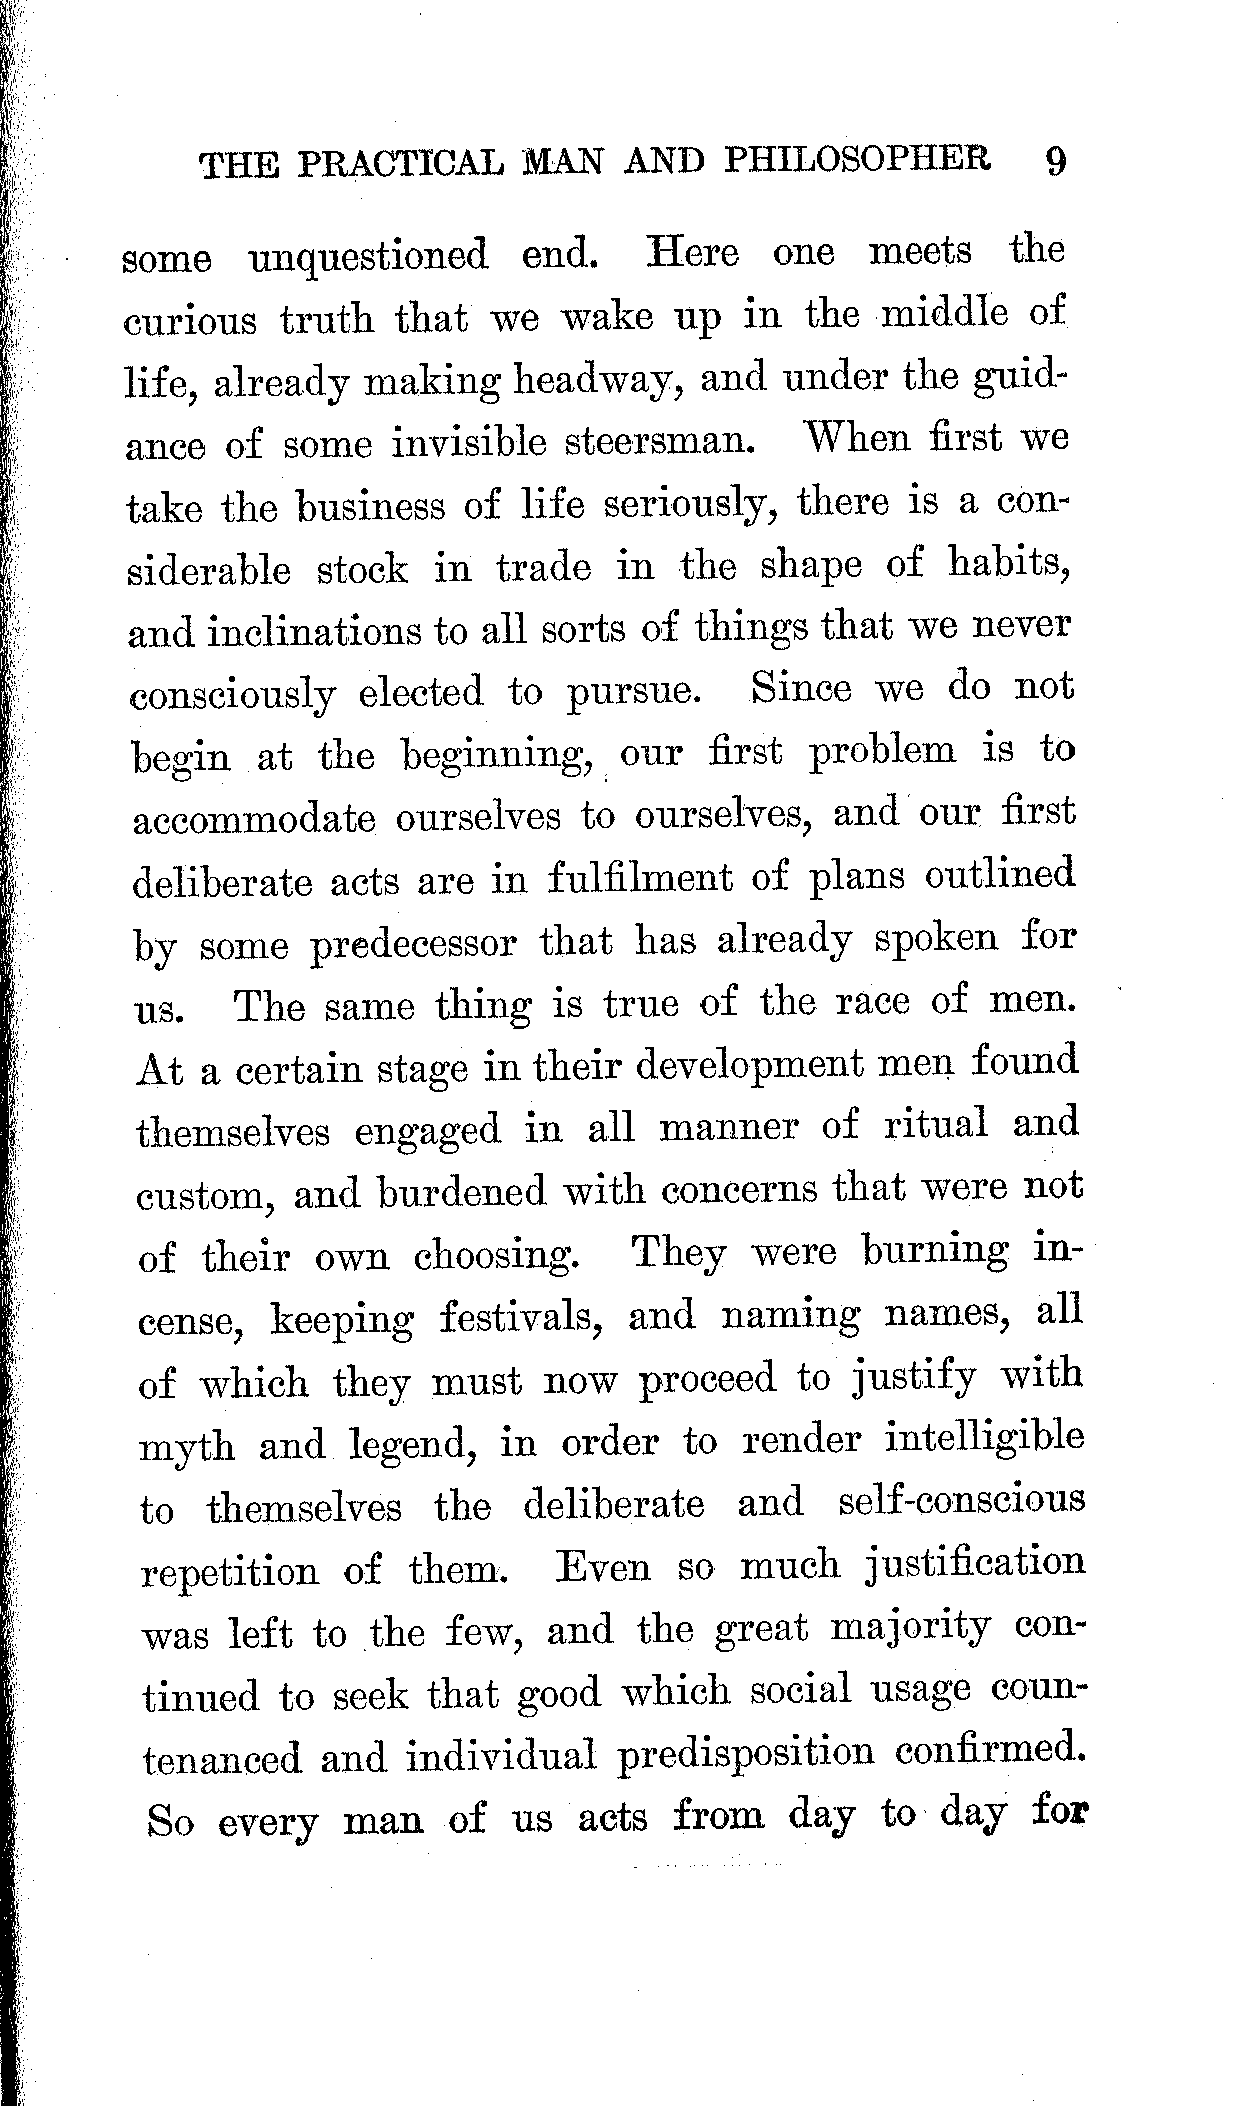 THE PRACTICAL MAN AND PHILOSOPHER 9
some unquestioned end. Here one meets the
curious truth that we wake up in the middle of
life, already making headway, and under the guid-
ance of some invisible steersman. When first we
take the business of life seriously, there is a con-
siderable stock in trade in the shape of habits,
and inclinations to all sorts of things that we never
consciously elected to pursue. Since we do not
begin at the beginning, our first problem is to
accommodate ourselves to ourselves, and our first
deliberate acts are in fulfilment of plans outlined
by some predecessor that has already spoken for
us. The same thing is true of the race of men.
At a certain stage in their development men found
themselves engaged in all manner of ritual and
custom, and burdened with concerns that were not
of their own choosing. They were burning in-
cense, keeping festivals, and naming names, all
of which they must now proceed to justify with
myth and legend, in order to render intelligible
to themselves the deliberate and self-conscious
repetition of them. Even so much justification
was left to the few, and the great majority con-
tinued to seek that good which social usage coun-
tenanced and individual predisposition confirmed.
So every man of us acts from day to day for